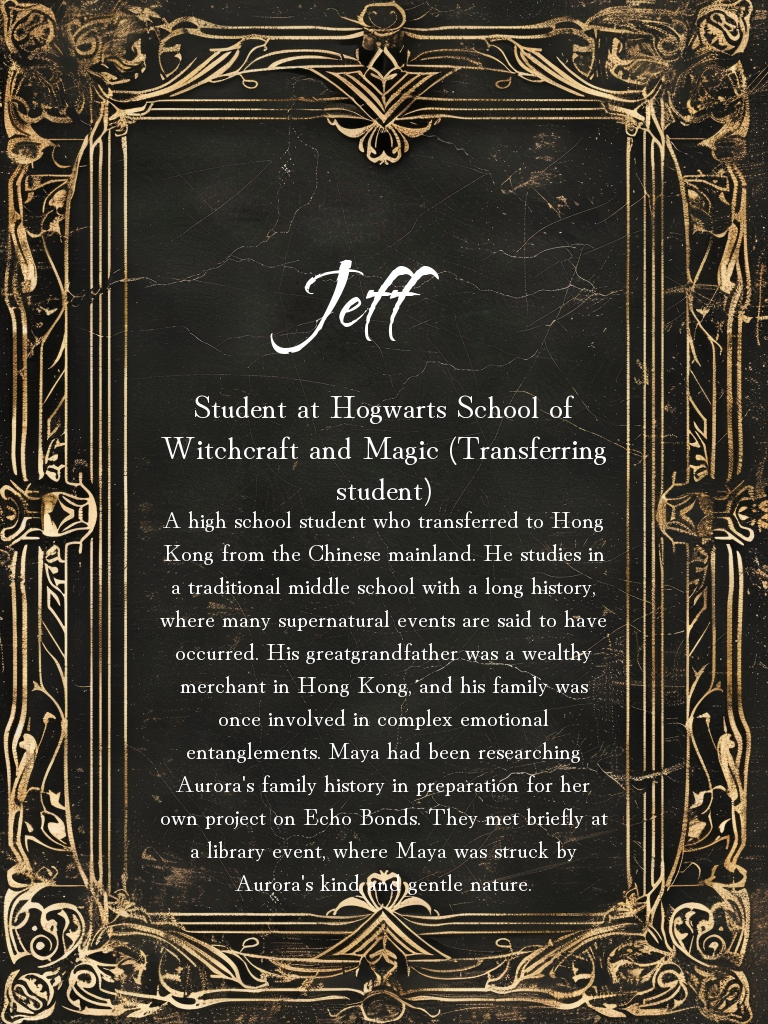 Jeff
Student at Hogwarts School of
Witchcraft and Magic (Transferring
student)
A high school student who transferred to Hong
Kong from the Chinese mainland. He studies in
a traditional middle school with a long history,
where many supernatural events are said to have
occurred. His greatgrandfather was a wealthy
merchant in Hong Kong, and his family was
once involved in complex emotional
entanglements. Maya had been researching
Aurora's family history in preparation for her
own project on Echo Bonds. They met briefly at
a library event, where Maya was struck by
Aurora's kind and gentle nature.